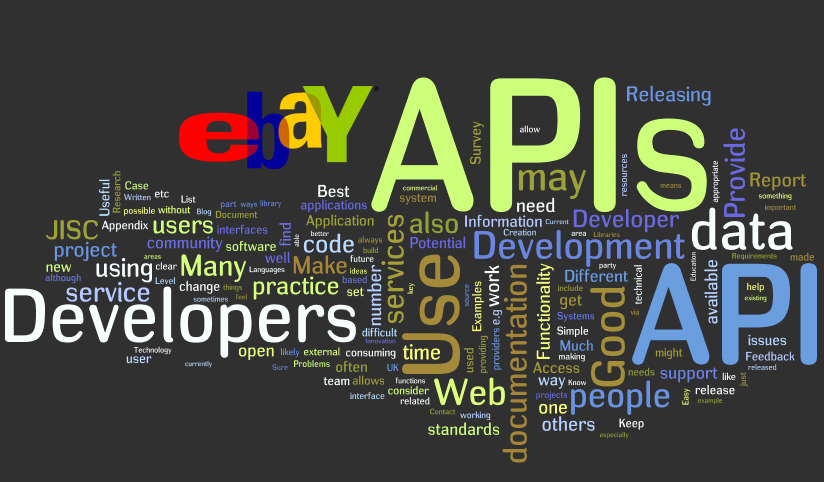 ebaY
APIs
Releasing
Survey
allow
resources
means
appropriate
Provide
may
commercial
system
need
Report
something
important
Useful
Research
Case
Written
etc
List
possible
without
Blog
part
ways
library
Document
Best
applications
Application
also
Information
Current
Developer
data
JISC
Appendix
users
interfaces
find
able
better
code
always
build
services
Potential
Development
area
Libraries
Creation
project
community
software
areas
well
Languages
Make
future
ideas
based
number
key
Use
source
Examples
Work
e.g
providers
documentation
Functionality
Different
party
include
get
Good
technical
via
API
available
Education
Requirements
made
help
existing
new
although
using
clear
Level
Many
change
things
sometimes
feel
practice
set
service
Developers
difficult
Innovation
Systems
Simple
Much
making
issues
Feedback
released
might
Technology
user
currently
open
likely
external
consuming
time
Sure
Problems
often
UK
used
providing
Access
way
Know
needs
support
like
just
team
allows
functions
consider
related
interface
Web
Contact
working
standards
projects
one
people
others
Keep
especially
Easy
release
example